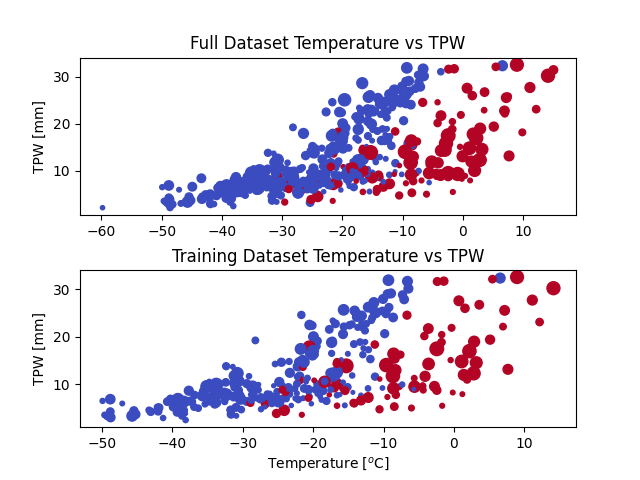 Full Dataset Temperature vs TPW
TPW [mm]
30
20
10
−60 −50 −40 −30 −20 −10 0 10
Training Dataset Temperature vs TPW
TPW [mm]
30
20
10
−50 −40 −30 −20 −10 0 10
Temperature [°C]